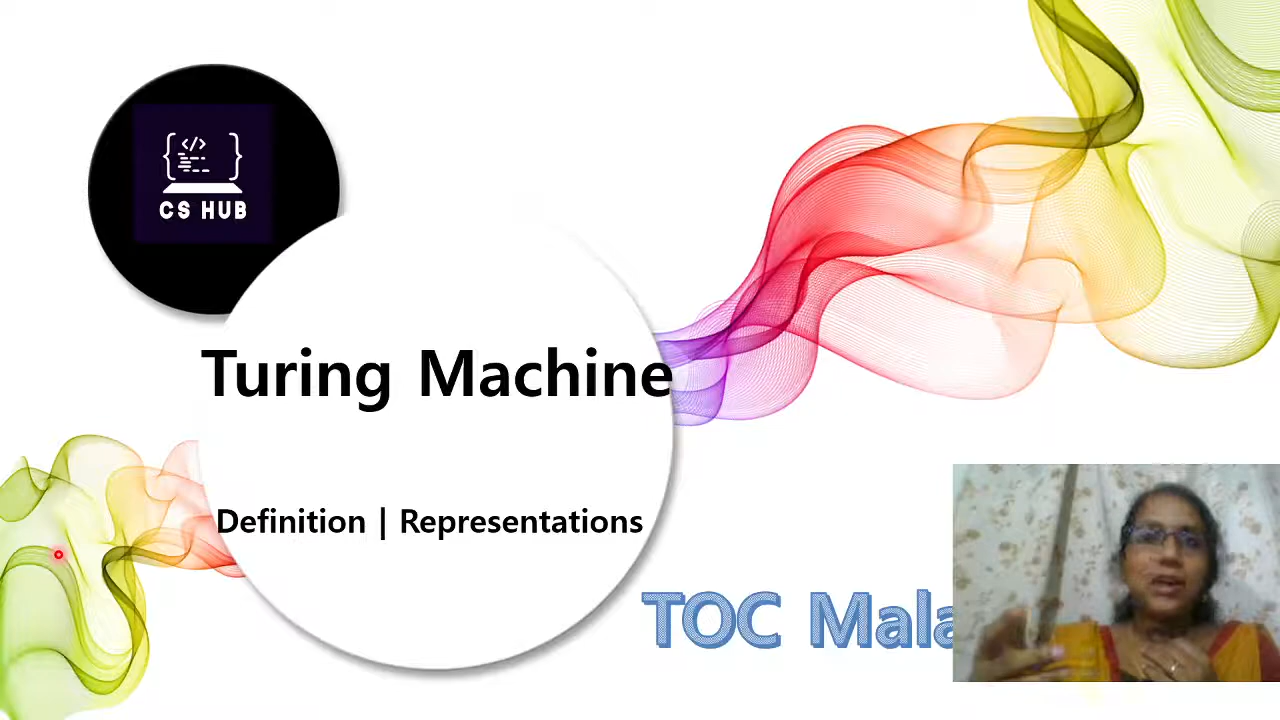 {</> }
CS HUB
Turing Machine
Definition | Representations
TOC Mala